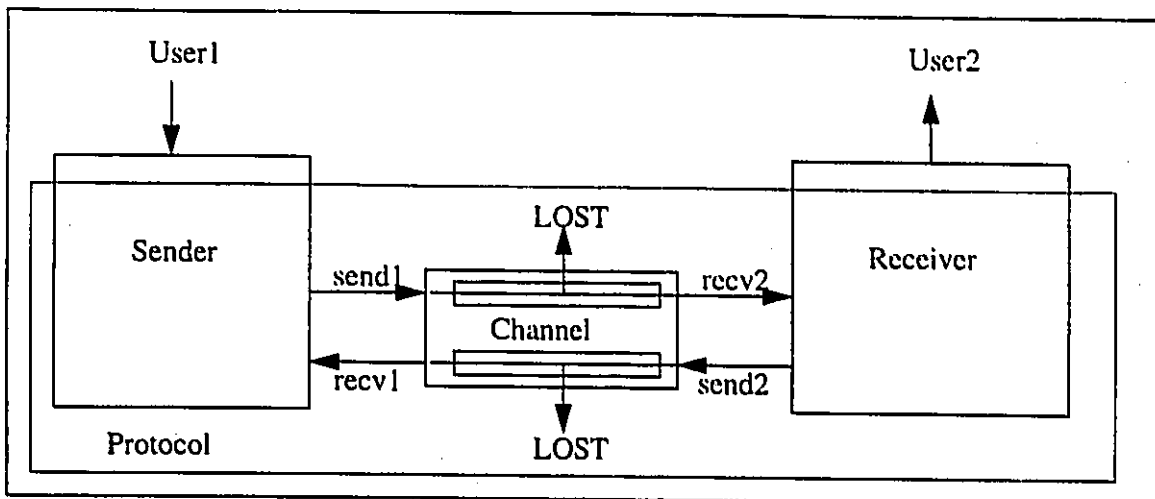 User1
User2
LOST
Sender
Receiver
send1
recv2
Channel
recv1
send2
LOST
Protocol